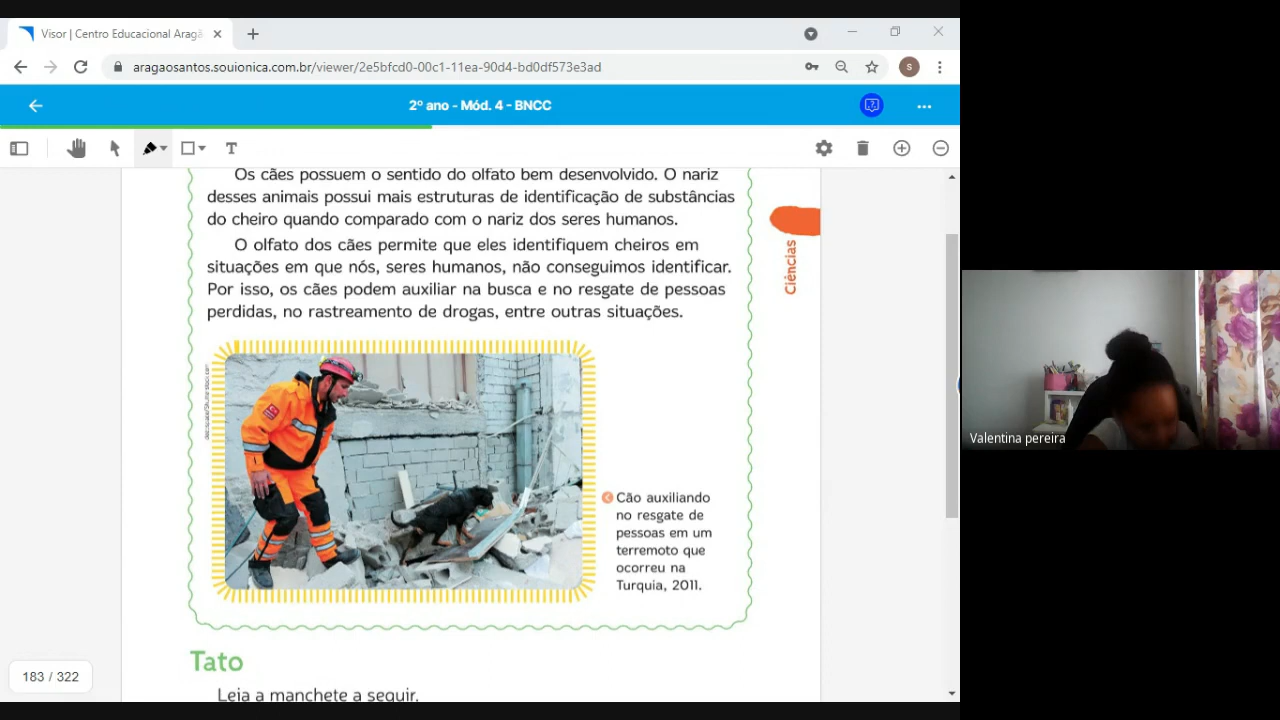 Visor | Centro Educacional Aragã
aragaosantos.souionica.com.br/viewer/2e5bfcd0-00c1-11ea-90d4-bd0df573e3ad
s
2º ano - Mód. 4 - BNCC
T
Os cães possuem o sentido do olfato bem desenvolvido. O nariz
desses animais possui mais estruturas de identificação de substâncias
do cheiro quando comparado com o nariz dos seres humanos.
O olfato dos cães permite que eles identifiquem cheiros em
situações em que nós, seres humanos, não conseguimos identificar.
Por isso, os cães podem auxiliar na busca e no resgate de pessoas
perdidas, no rastreamento de drogas, entre outras situações.
Ciências
Cão auxiliando
no resgate de
pessoas em um
terremoto que
ocorreu na
Turquia, 2011.
Tato
Leia a manchete a seguir.
183 / 322
Valentina pereira